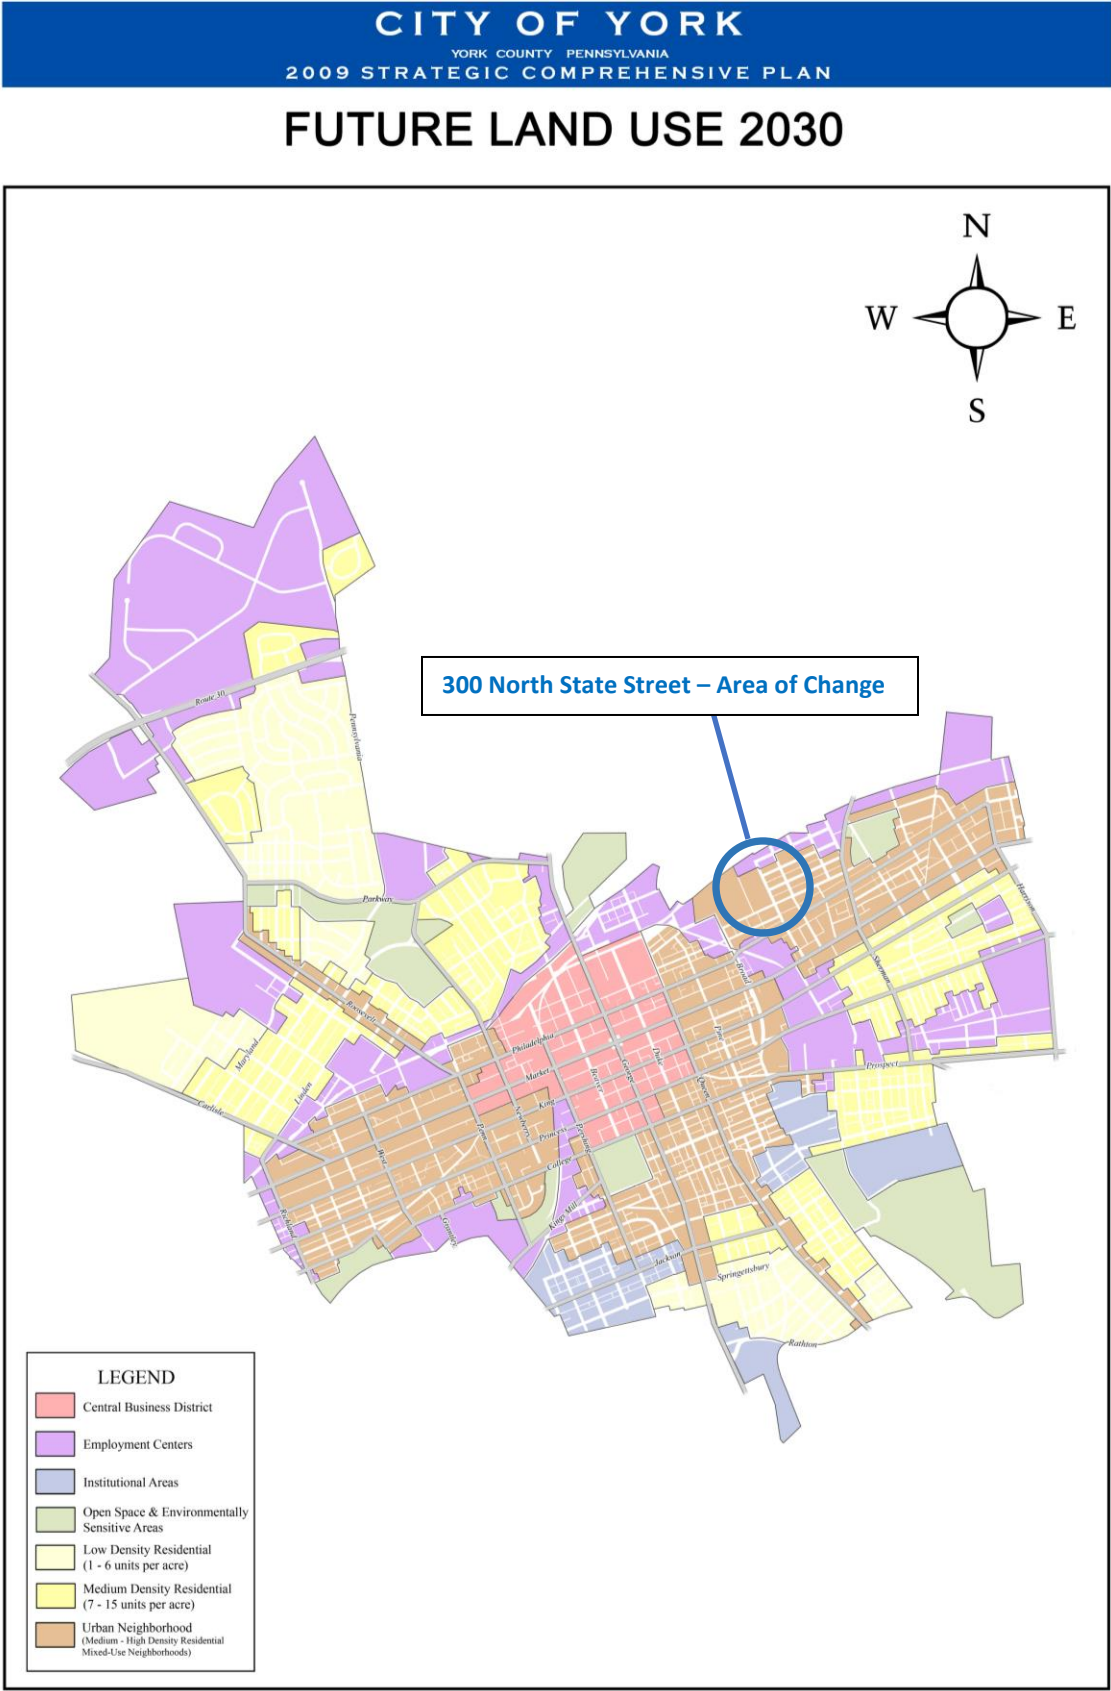 CITY OF YORK
YORK COUNTY PENNSYLVANIA
2009 STRATEGIC COMPREHENSIVE PLAN
FUTURE LAND USE 2030
N
W
E
S
300 North State Street – Area of Change
Route 30
Pennsylvania
Parkway
Harrison
Sherman
Broad
Roosevelt
Pine
Philadelphia
Duke
George
Maryland
Market
Beaver
Prospect
Queen
Linden
King
Newberry
Carlisle
Penn
Princess
Pershing
West
College
Richland
Grantley
Kings Mill
Jackson
Springettsbury
Rathton
LEGEND
Central Business District
Employment Centers
Institutional Areas
Open Space & Environmentally
Sensitive Areas
Low Density Residential
(1 - 6 units per acre)
Medium Density Residential
(7 - 15 units per acre)
Urban Neighborhood
(Medium - High Density Residential
Mixed-Use Neighborhoods)